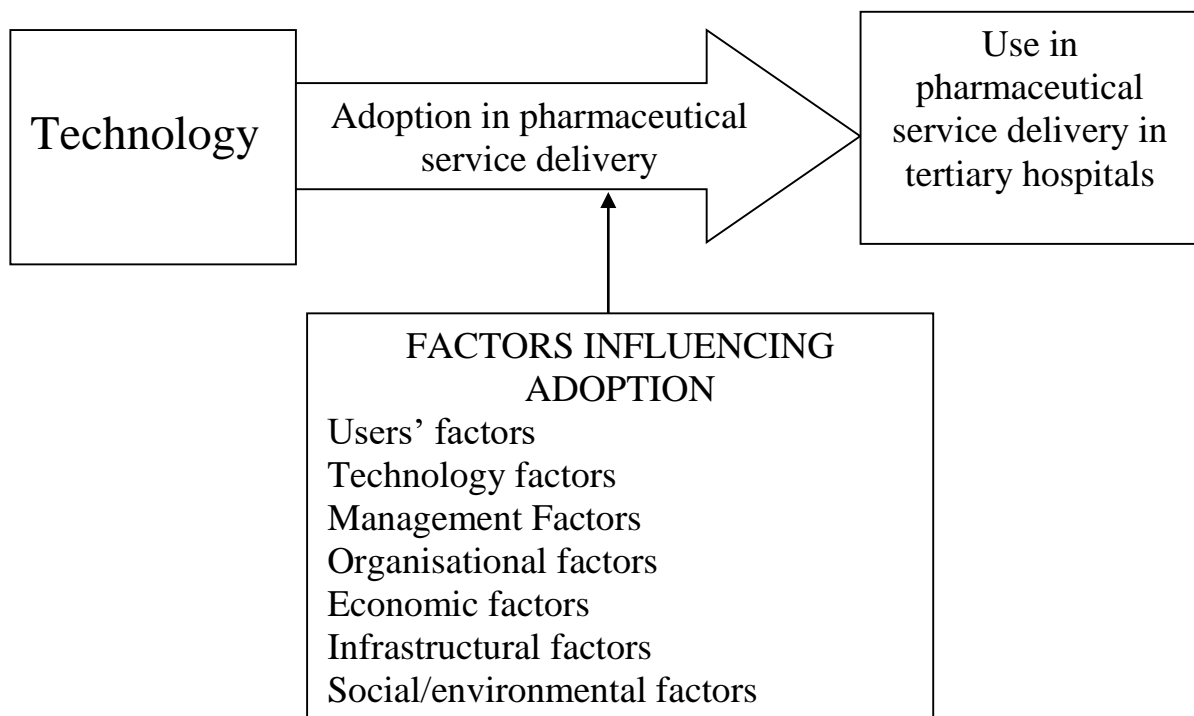 Technology
Adoption in pharmaceutical
service delivery
Use in
pharmaceutical
service delivery in
tertiary hospitals
FACTORS INFLUENCING
ADOPTION
Users’ factors
Technology factors
Management Factors
Organisational factors
Economic factors
Infrastructural factors
Social/environmental factors